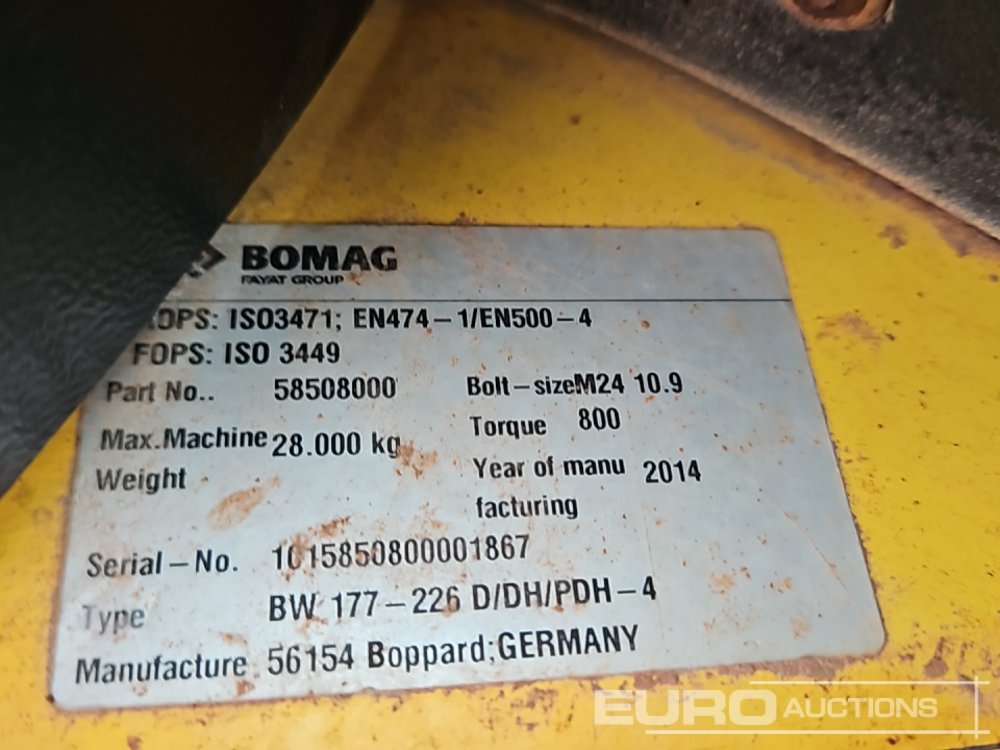 BOMAG
FAYAT GROUP
ROPS: ISO3471; EN474-1/EN500-4
FOPS: ISO 3449
Part No.. 58508000 Bolt-sizeM24 10.9
Max.Machine 28.000 kg Torque 800
Weight Year of manu 2014
facturing
Serial-No. 1015850800001867
Type BW 177-226 D/DH/PDH-4
Manufacture 56154 Boppard;GERMANY
EURO AUCTIONS